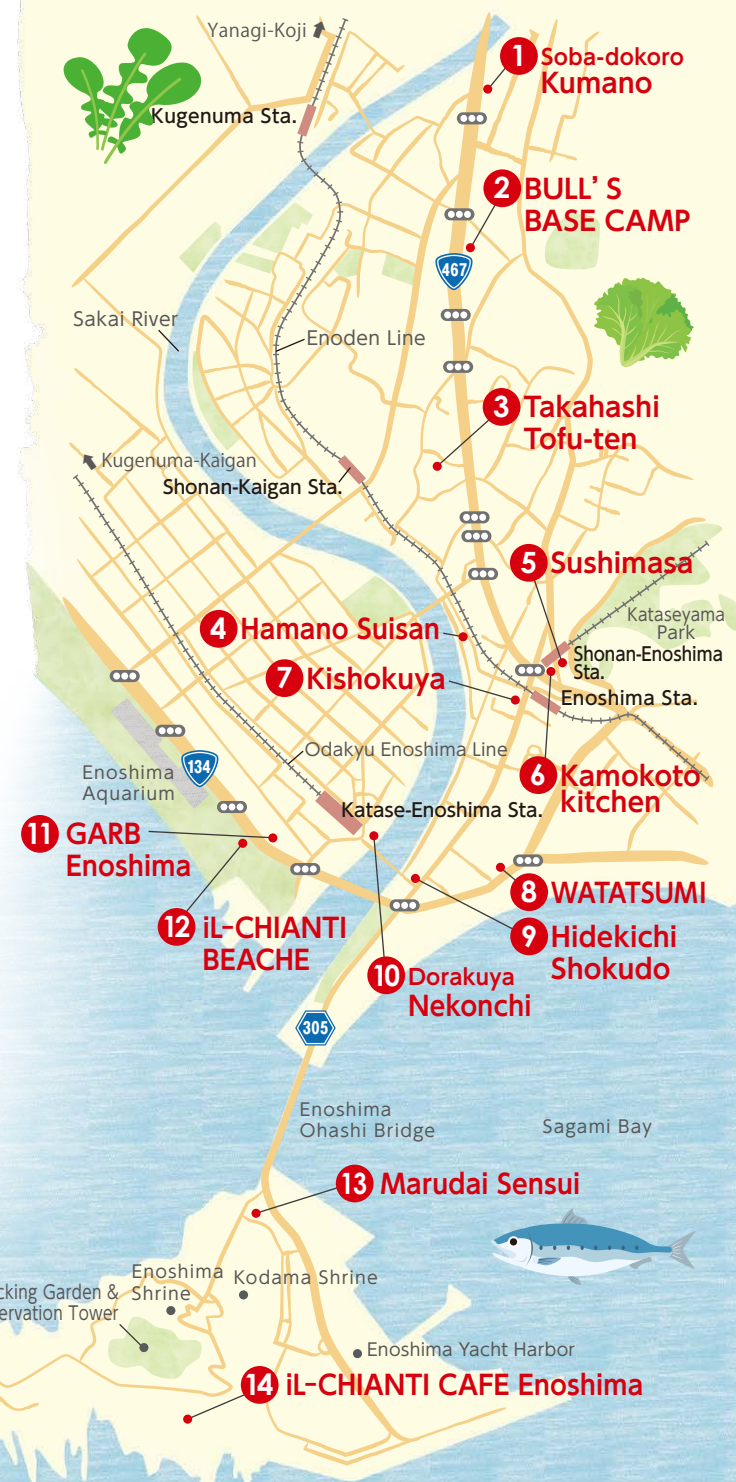 Yanagi-Koji
1 Soba-dokoro
Kumano
Kugenuma Sta.
2 BULL' S
BASE CAMP
467
Sakai River
Enoden Line
3 Takahashi
Tofu-ten
Kugenuma-Kaigan
Shonan-Kaigan Sta.
5 Sushimasa
4 Hamano Suisan
Kataseyama
Park
Shonan-Enoshima
Sta.
7 Kishokuya
Enoshima Sta.
Odakyu Enoshima Line
134
Enoshima
Aquarium
6 Kamokoto
kitchen
Katase-Enoshima Sta.
11 GARB
Enoshima
8 WATATSUMI
12 iL-CHIANTI
BEACHE
9 Hidekichi
Shokudo
10 Dorakuya
Nekonchi
305
Enoshima
Ohashi Bridge
Sagami Bay
13 Marudai Sensui
Enoshima
Shrine
Kodama Shrine
cking Garden &
ervation Tower
Enoshima Yacht Harbor
14 iL-CHIANTI CAFE Enoshima